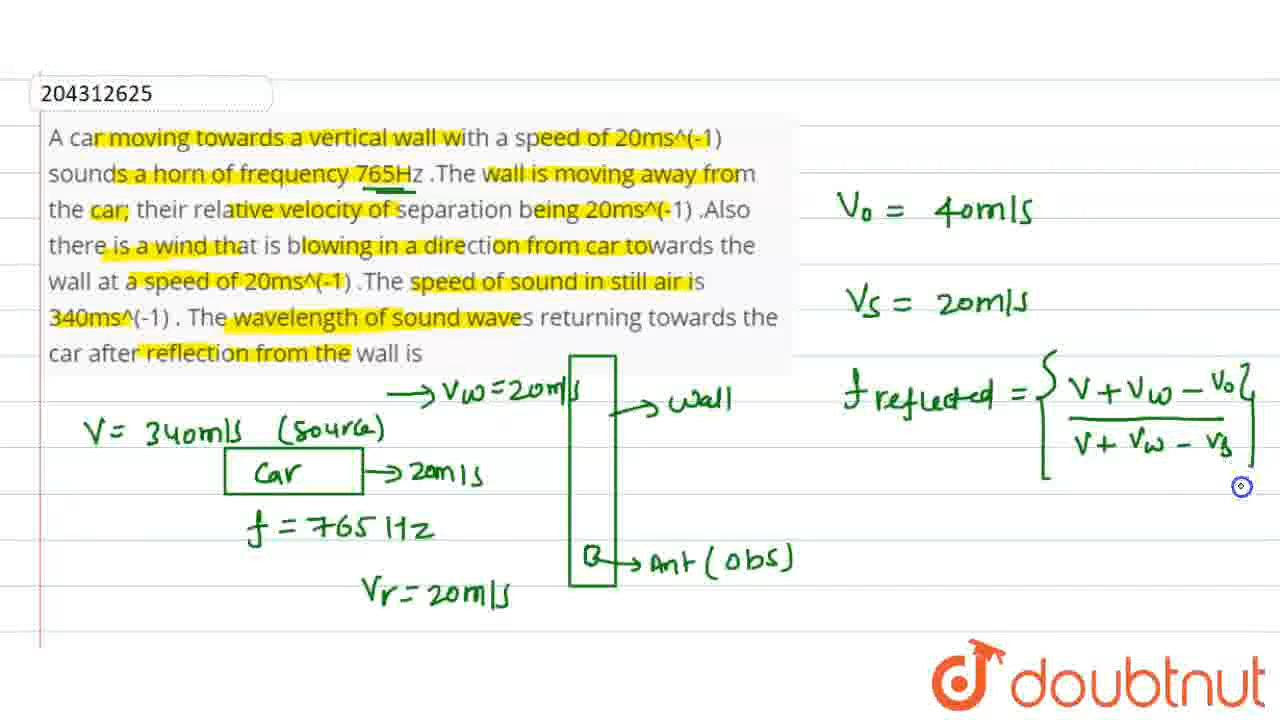 204312625
A car moving towards a vertical wall with a speed of 20ms^(-1)
sounds a horn of frequency 765Hz .The wall is moving away from
the car; their relative velocity of separation being 20ms^(-1) .Also
there is a wind that is blowing in a direction from car towards the
wall at a speed of 20ms^(-1) .The speed of sound in still air is
340ms^(-1) . The wavelength of sound waves returning towards the
car after reflection from the wall is
→ Vw = 20m/s
→ wall
V = 340m/s (source)
Car → 20m/s
f = 765 Hz
→ Ant (obs)
Vr = 20m/s
Vo = 40m/s
Vs = 20m/s
f reflected = { V + Vw - Vo / V + Vw - Vs }
doubtnut